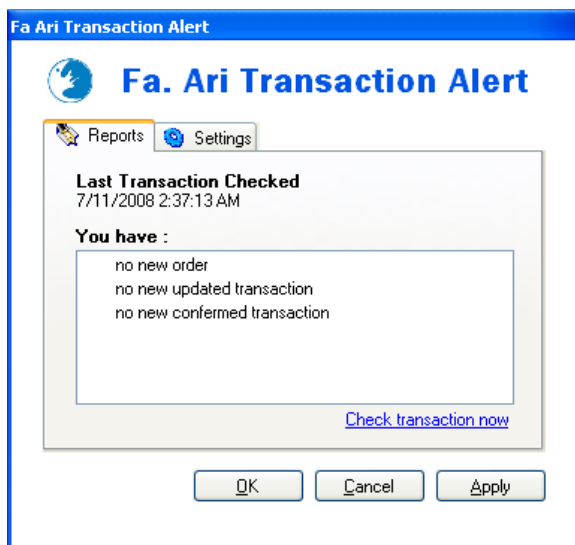 Fa Ari Transaction Alert
Fa. Ari Transaction Alert
Reports Settings
Last Transaction Checked
7/11/2008 2:37:13 AM
You have :
no new order
no new updated transaction
no new confermed transaction
Check transaction now
OK Cancel Apply